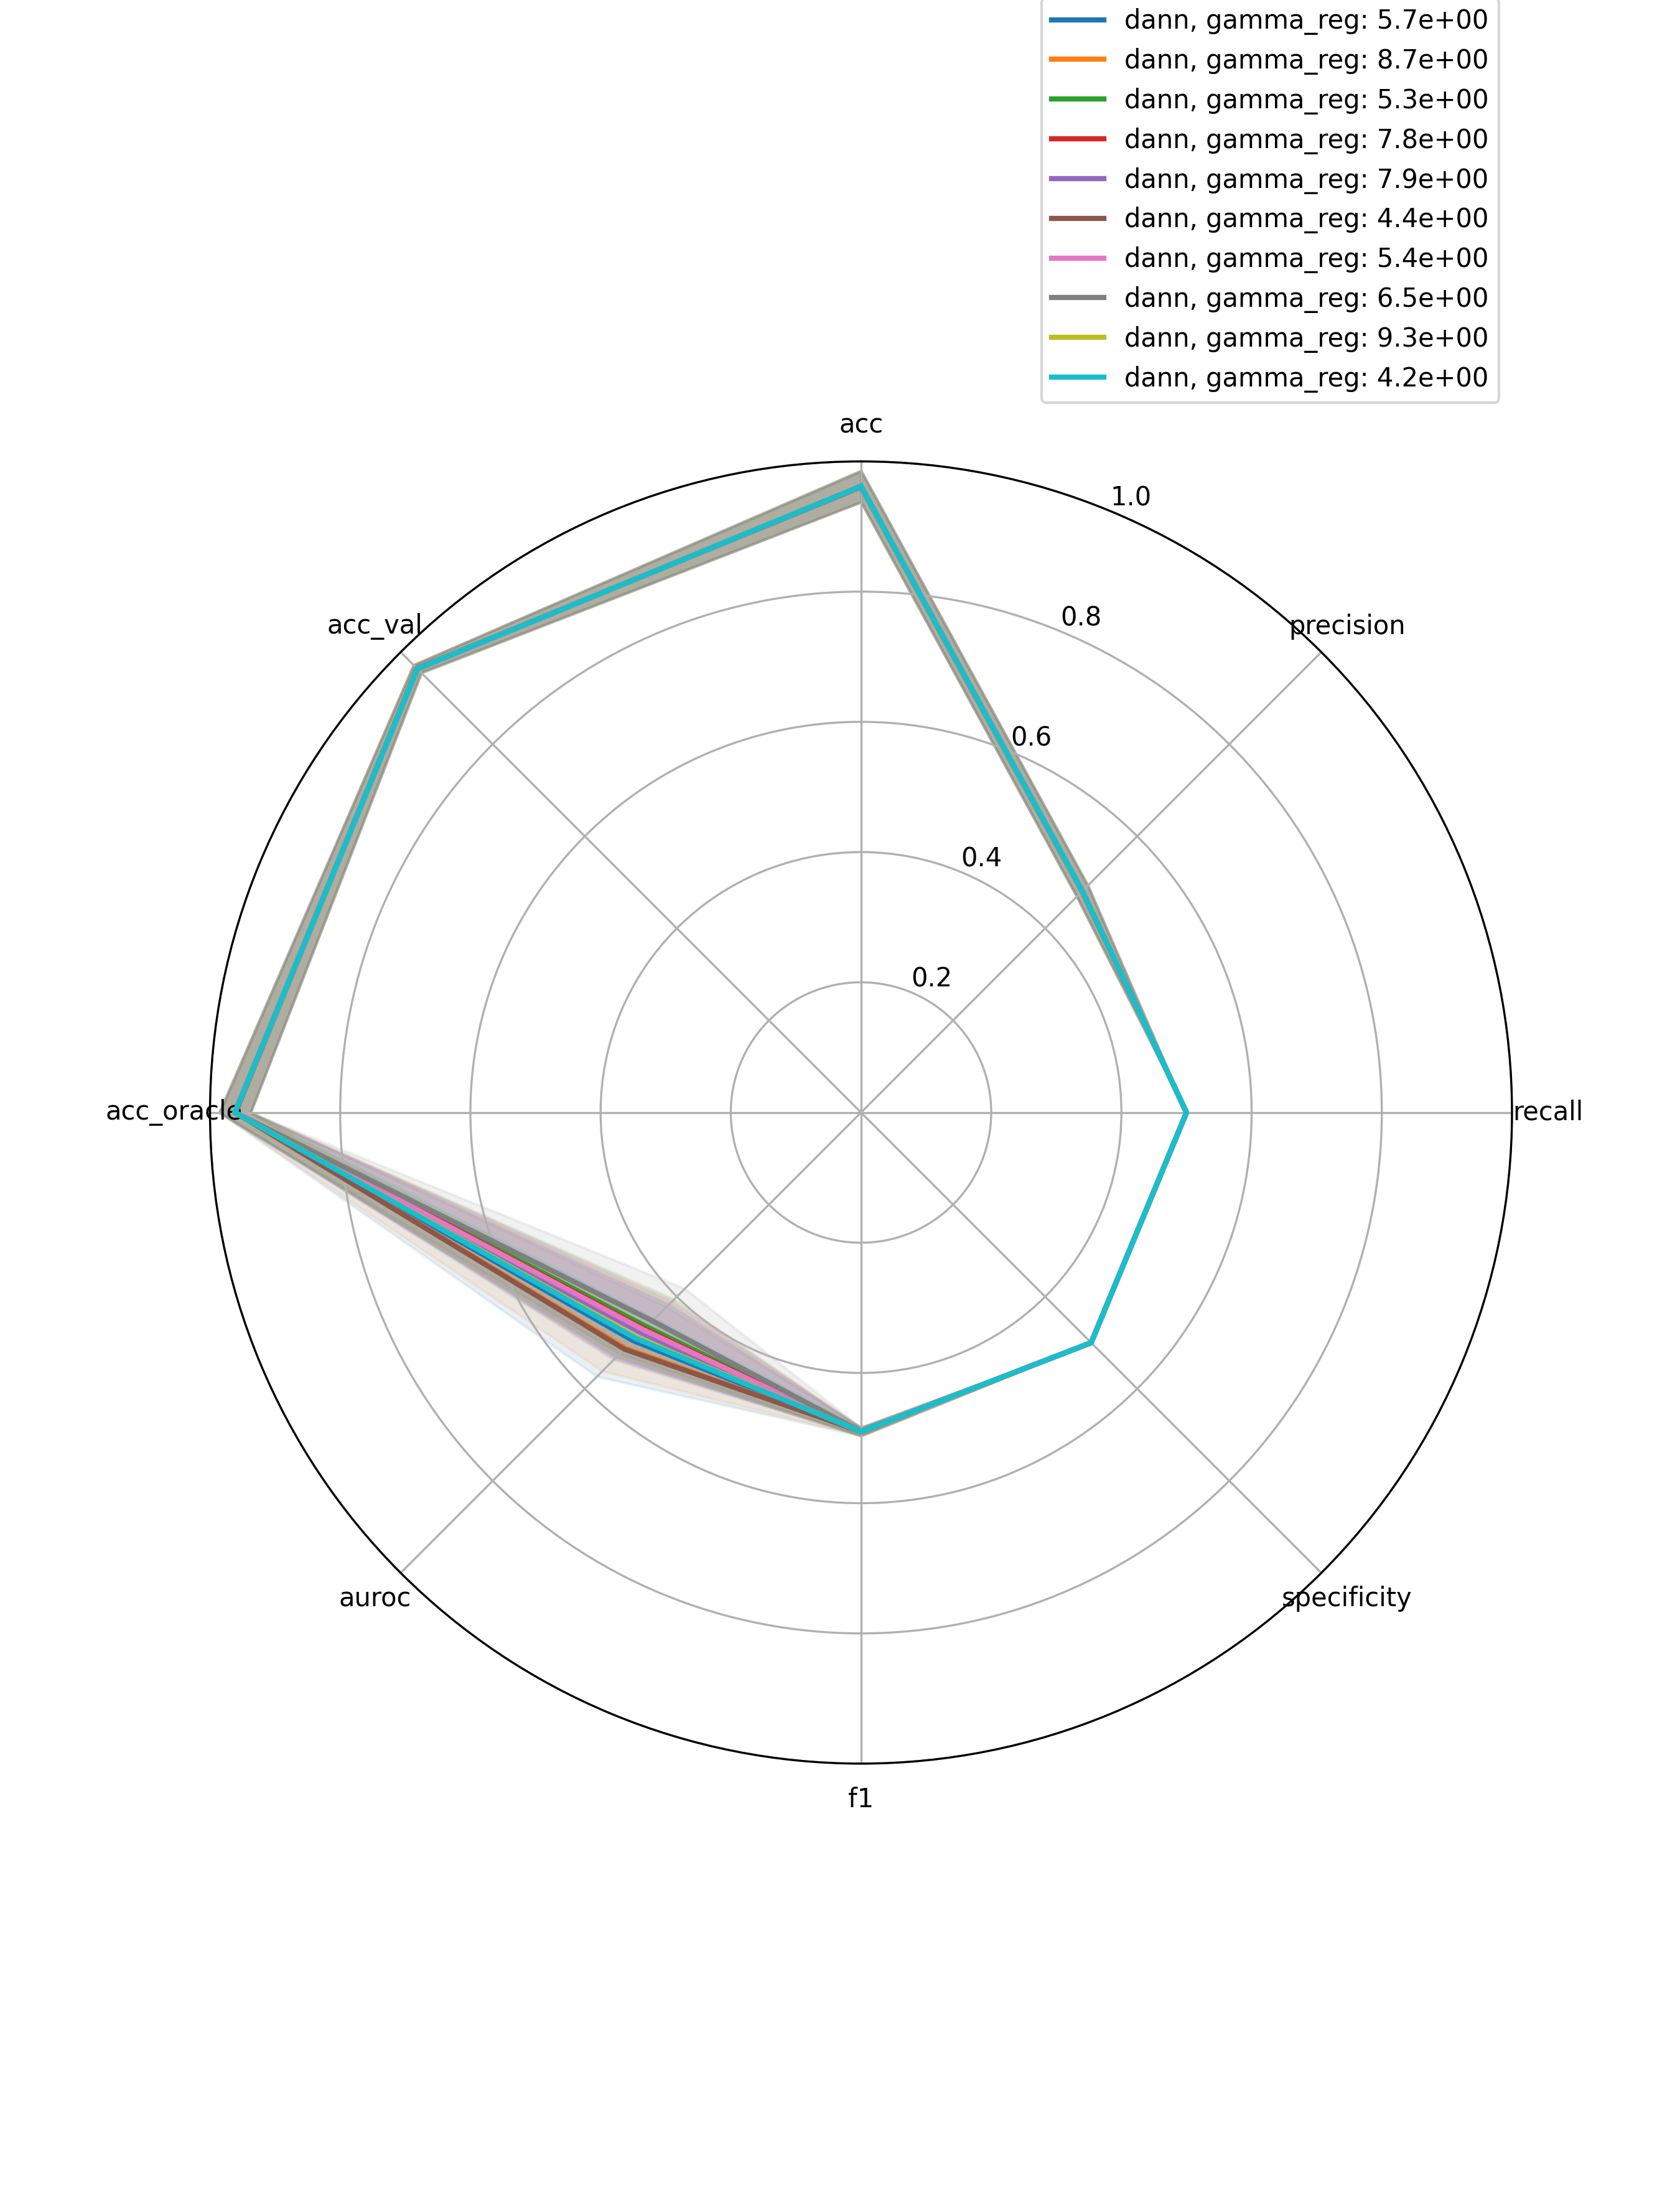 dann, gamma_reg: 5.7e+00
dann, gamma_reg: 8.7e+00
dann, gamma_reg: 5.3e+00
dann, gamma_reg: 7.8e+00
dann, gamma_reg: 7.9e+00
dann, gamma_reg: 4.4e+00
dann, gamma_reg: 5.4e+00
dann, gamma_reg: 6.5e+00
dann, gamma_reg: 9.3e+00
dann, gamma_reg: 4.2e+00
acc
1.0
0.8
acc_val
precision
0.6
0.4
0.2
acc_oracle
recall
auroc
specificity
f1